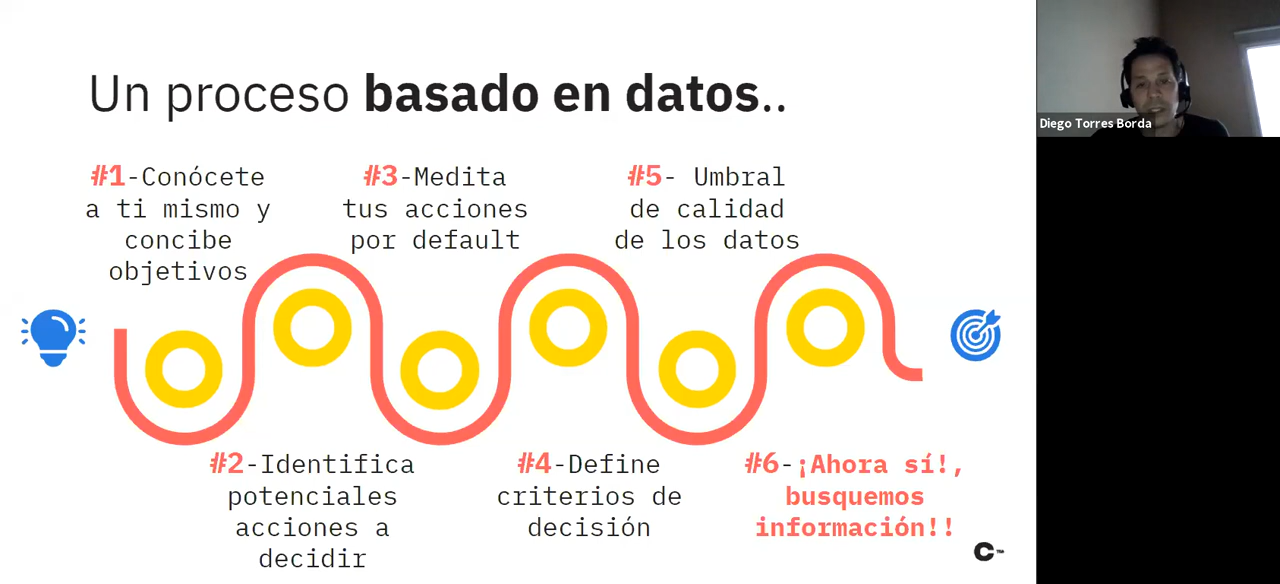 Un proceso basado en datos..
#1-Conócete
a ti mismo y
concibe
objetivos
#2-Identifica
potenciales
acciones a
decidir
#3-Medita
tus acciones
por default
#4-Define
criterios de
decisión
#5- Umbral
de calidad
de los datos
#6-¡Ahora sí!,
busquemos
información!!
Diego Torres Borda